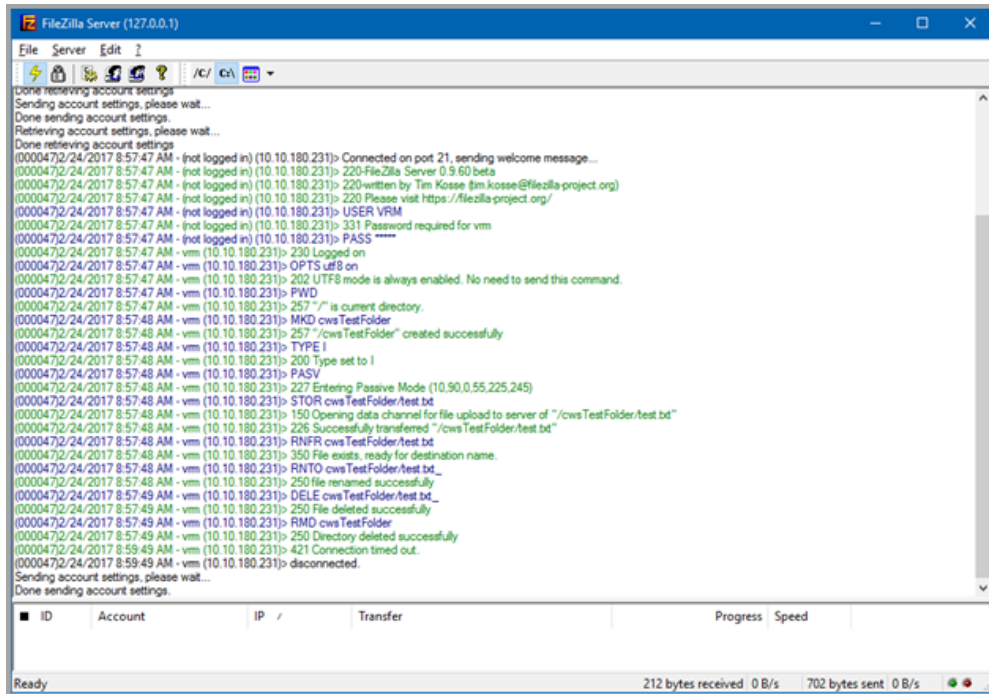 FileZilla Server (127.0.0.1)
File Server Edit ?
/C/ C:\
Done retrieving account settings
Sending account settings, please wait...
Done sending account settings.
Retrieving account settings, please wait...
Done retrieving account settings
(000047)2/24/2017 8:57:47 AM - (not logged in) (10.10.180.231)> Connected on port 21, sending welcome message...
(000047)2/24/2017 8:57:47 AM - (not logged in) (10.10.180.231)> 220-FileZilla Server 0.9.60 beta
(000047)2/24/2017 8:57:47 AM - (not logged in) (10.10.180.231)> 220-written by Tim Kosse (tim.kosse@filezilla-project.org)
(000047)2/24/2017 8:57:47 AM - (not logged in) (10.10.180.231)> 220 Please visit https://filezilla-project.org/
(000047)2/24/2017 8:57:47 AM - (not logged in) (10.10.180.231)> USER VRM
(000047)2/24/2017 8:57:47 AM - (not logged in) (10.10.180.231)> 331 Password required for vrm
(000047)2/24/2017 8:57:47 AM - (not logged in) (10.10.180.231)> PASS *****
(000047)2/24/2017 8:57:47 AM - vrm (10.10.180.231)> 230 Logged on
(000047)2/24/2017 8:57:47 AM - vrm (10.10.180.231)> OPTS utf8 on
(000047)2/24/2017 8:57:47 AM - vrm (10.10.180.231)> 202 UTF8 mode is always enabled. No need to send this command.
(000047)2/24/2017 8:57:47 AM - vrm (10.10.180.231)> PWD
(000047)2/24/2017 8:57:47 AM - vrm (10.10.180.231)> 257 "/" is current directory.
(000047)2/24/2017 8:57:48 AM - vrm (10.10.180.231)> MKD cwsTestFolder
(000047)2/24/2017 8:57:48 AM - vrm (10.10.180.231)> 257 "/cwsTestFolder" created successfully
(000047)2/24/2017 8:57:48 AM - vrm (10.10.180.231)> TYPE I
(000047)2/24/2017 8:57:48 AM - vrm (10.10.180.231)> 200 Type set to I
(000047)2/24/2017 8:57:48 AM - vrm (10.10.180.231)> PASV
(000047)2/24/2017 8:57:48 AM - vrm (10.10.180.231)> 227 Entering Passive Mode (10,90,0,55,225,245)
(000047)2/24/2017 8:57:48 AM - vrm (10.10.180.231)> STOR cwsTestFolder/test.txt
(000047)2/24/2017 8:57:48 AM - vrm (10.10.180.231)> 150 Opening data channel for file upload to server of "/cwsTestFolder/test.txt"
(000047)2/24/2017 8:57:48 AM - vrm (10.10.180.231)> 226 Successfully transferred "/cwsTestFolder/test.txt"
(000047)2/24/2017 8:57:48 AM - vrm (10.10.180.231)> RNFR cwsTestFolder/test.txt
(000047)2/24/2017 8:57:48 AM - vrm (10.10.180.231)> 350 File exists, ready for destination name.
(000047)2/24/2017 8:57:48 AM - vrm (10.10.180.231)> RNTO cwsTestFolder/test.txt_
(000047)2/24/2017 8:57:48 AM - vrm (10.10.180.231)> 250 file renamed successfully
(000047)2/24/2017 8:57:49 AM - vrm (10.10.180.231)> DELE cwsTestFolder/test.txt_
(000047)2/24/2017 8:57:49 AM - vrm (10.10.180.231)> 250 File deleted successfully
(000047)2/24/2017 8:57:49 AM - vrm (10.10.180.231)> RMD cwsTestFolder
(000047)2/24/2017 8:57:49 AM - vrm (10.10.180.231)> 250 Directory deleted successfully
(000047)2/24/2017 8:59:49 AM - vrm (10.10.180.231)> 421 Connection timed out.
(000047)2/24/2017 8:59:49 AM - vrm (10.10.180.231)> disconnected.
Sending account settings, please wait...
Done sending account settings.
ID Account IP / Transfer Progress Speed
Ready 212 bytes received 0 B/s 702 bytes sent 0 B/s